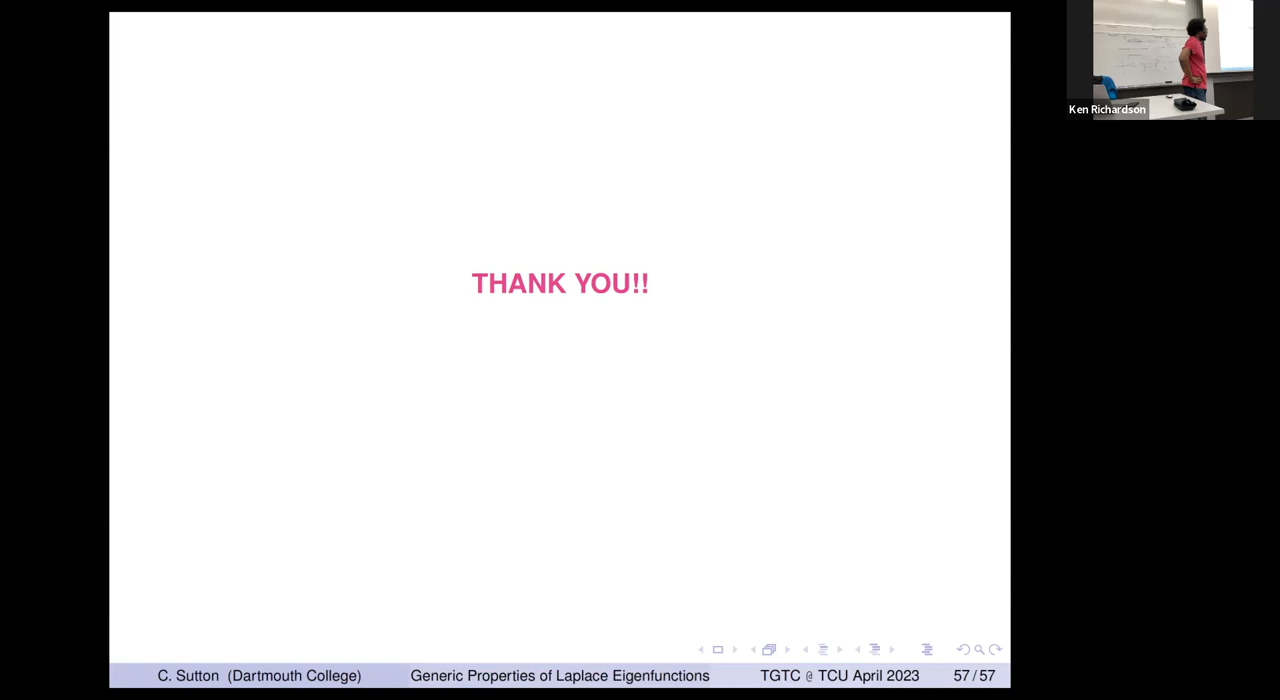 THANK YOU!!
C. Sutton (Dartmouth College) Generic Properties of Laplace Eigenfunctions TGTC @ TCU April 2023 57 / 57
Ken Richardson